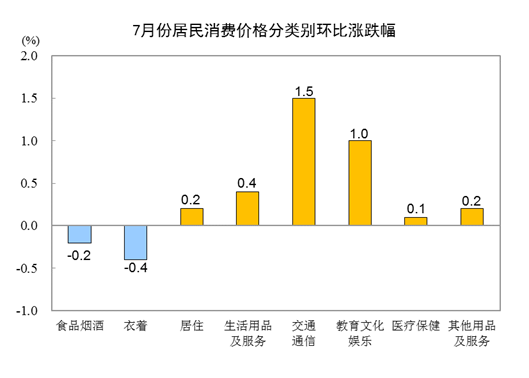 7月份居民消费价格分类别环比涨跌幅
(%)
2.0
1.5
1.0
0.5
0.0
-0.5
-1.0
-0.2
-0.4
0.2
0.4
1.5
1.0
0.1
0.2
食品烟酒
衣着
居住
生活用品
及服务
交通
通信
教育文化
娱乐
医疗保健
其他用品
及服务